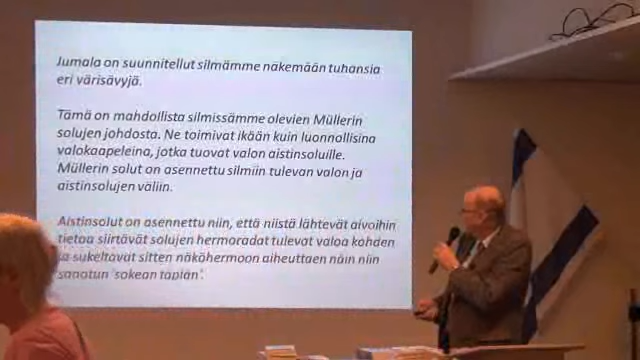 Jumala on suunnitellut silmämme näkemään tuhansia
eri värisävyjä.
Tämä on mahdollista silmissämme olevien Müllerin
solujen johdosta. Ne toimivat ikään kuin luonnollisina
valokaapeleina, jotka tuovat valon aistinsoluille.
Müllerin solut on asennettu silmiin tulevan valon ja
aistinsolujen väliin.
Aistinsolut on asennettu niin, että niistä lähtevät aivoihin
tietoa siirtävät solujen hermoradat tulevat valoa kohden
ja sukeltavat sitten näköhermoon aiheuttaen näin niin
sanotun 'sokean täplän'.